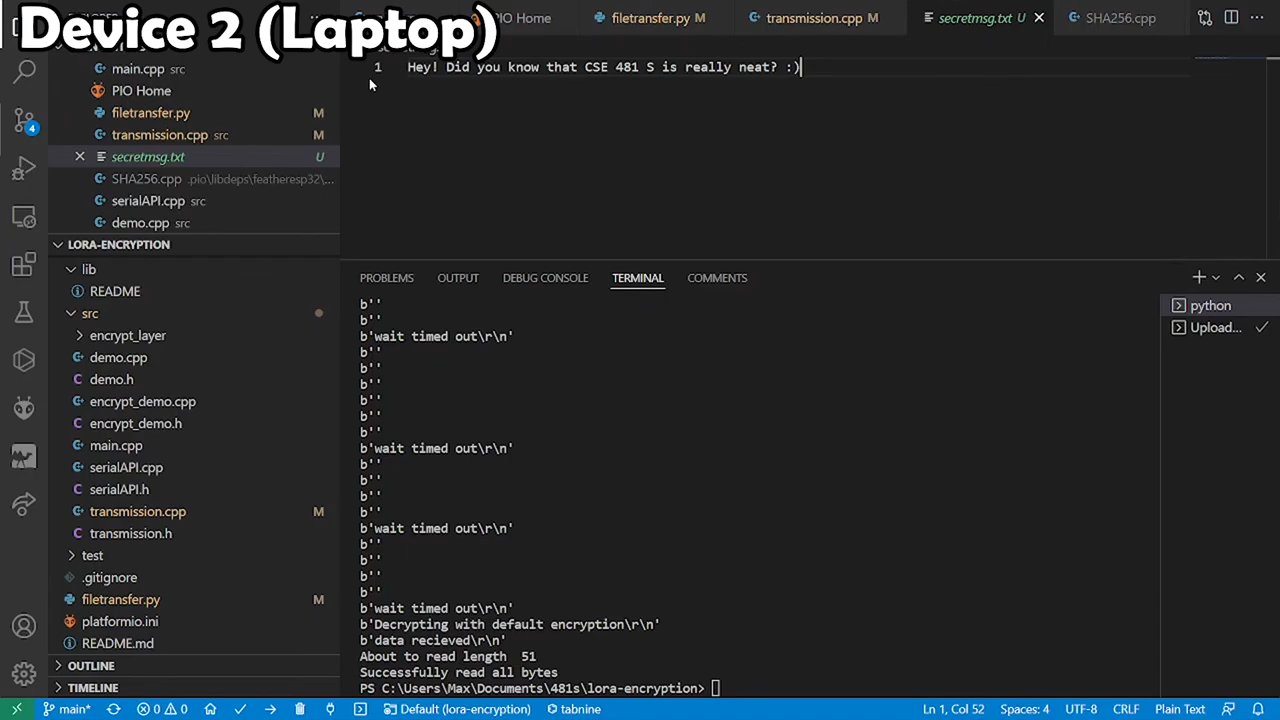 Device 2 (Laptop)
PIO Home
filetransfer.py M
transmission.cpp M
secretmsg.txt U
SHA256.cpp
main.cpp src
PIO Home
filetransfer.py M
transmission.cpp src M
secretmsg.txt U
SHA256.cpp .pio\libdeps\featheresp32\...
serialAPI.cpp src
demo.cpp src
LORA-ENCRYPTION
lib
README
src
encrypt_layer
demo.cpp
demo.h
encrypt_demo.cpp
encrypt_demo.h
main.cpp
serialAPI.cpp
serialAPI.h
transmission.cpp M
transmission.h
test
.gitignore
filetransfer.py M
platformio.ini
README.md
OUTLINE
TIMELINE
4
1 Hey! Did you know that CSE 481 S is really neat? :)
PROBLEMS OUTPUT DEBUG CONSOLE TERMINAL COMMENTS
b''
b''
b'wait timed out\r\n'
b''
b''
b''
b''
b''
b''
b'wait timed out\r\n'
b''
b''
b''
b''
b'wait timed out\r\n'
b''
b''
b''
b''
b'wait timed out\r\n'
b'Decrypting with default encryption\r\n'
b'data recieved\r\n'
About to read length 51
Successfully read all bytes
PS C:\Users\Max\Documents\481s\lora-encryption>
python
Upload...
main* 0 0 Default (lora-encryption) tabnine Ln 1, Col 52 Spaces: 4 UTF-8 CRLF Plain Text